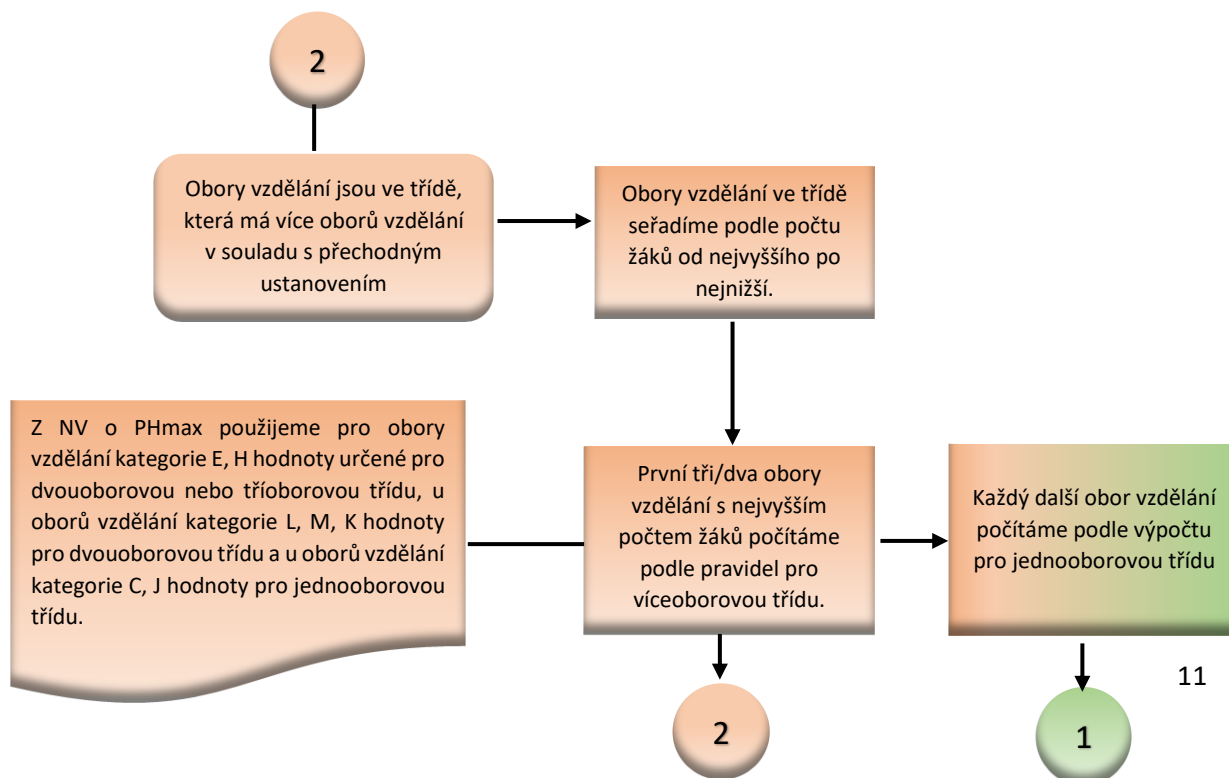 2
Obory vzdělání jsou ve třídě,
která má více oborů vzdělání
v souladu s přechodným
ustanovením
Obory vzdělání ve třídě
seřadíme podle počtu
žáků od nejvyššího po
nejnižší.
Z NV o PHmax použijeme pro obory
vzdělání kategorie E, H hodnoty určené pro
dvouoborovou nebo tříoborovou třídu, u
oborů vzdělání kategorie L, M, K hodnoty
pro dvouoborovou třídu a u oborů vzdělání
kategorie C, J hodnoty pro jednooborovou
třídu.
První tři/dva obory
vzdělání s nejvyšším
počtem žáků počítáme
podle pravidel pro
víceoborovou třídu.
Každý další obor vzdělání
počítáme podle výpočtu
pro jednooborovou třídu
11
2
1